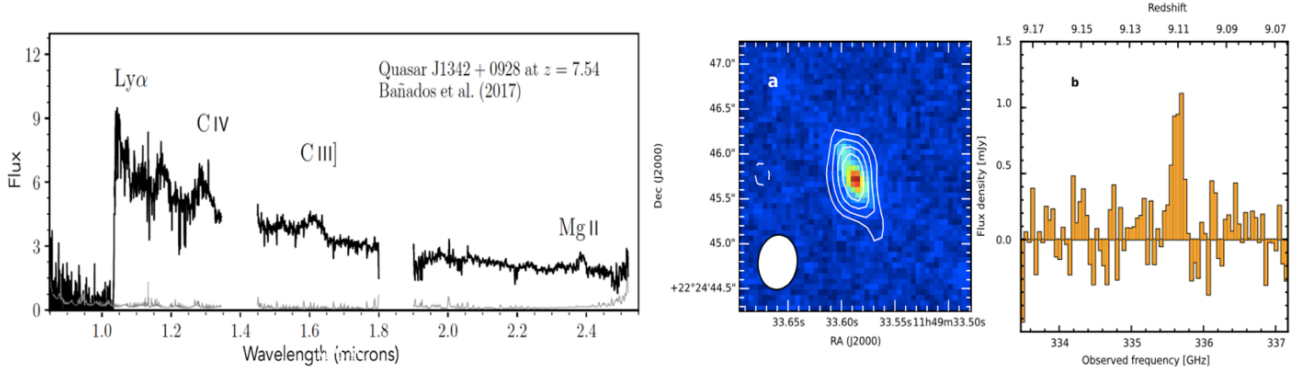 Quasar J1342 + 0928 at z = 7.54
Bañados et al. (2017)
Lyα
C IV
C III]
Mg II
Flux
12
9
6
3
0
1.0 1.2 1.4 1.6 1.8 2.0 2.2 2.4
Wavelength (microns)
a
Dec (J2000)
47.0"
46.5"
46.0"
45.5"
45.0"
+22°24'44.5"
33.65s 33.60s 33.55s 11h49m33.50s
RA (J2000)
Redshift
9.17 9.15 9.13 9.11 9.09 9.07
b
Flux density [mJy]
1.5
1.0
0.5
0.0
334 335 336 337
Observed frequency [GHz]